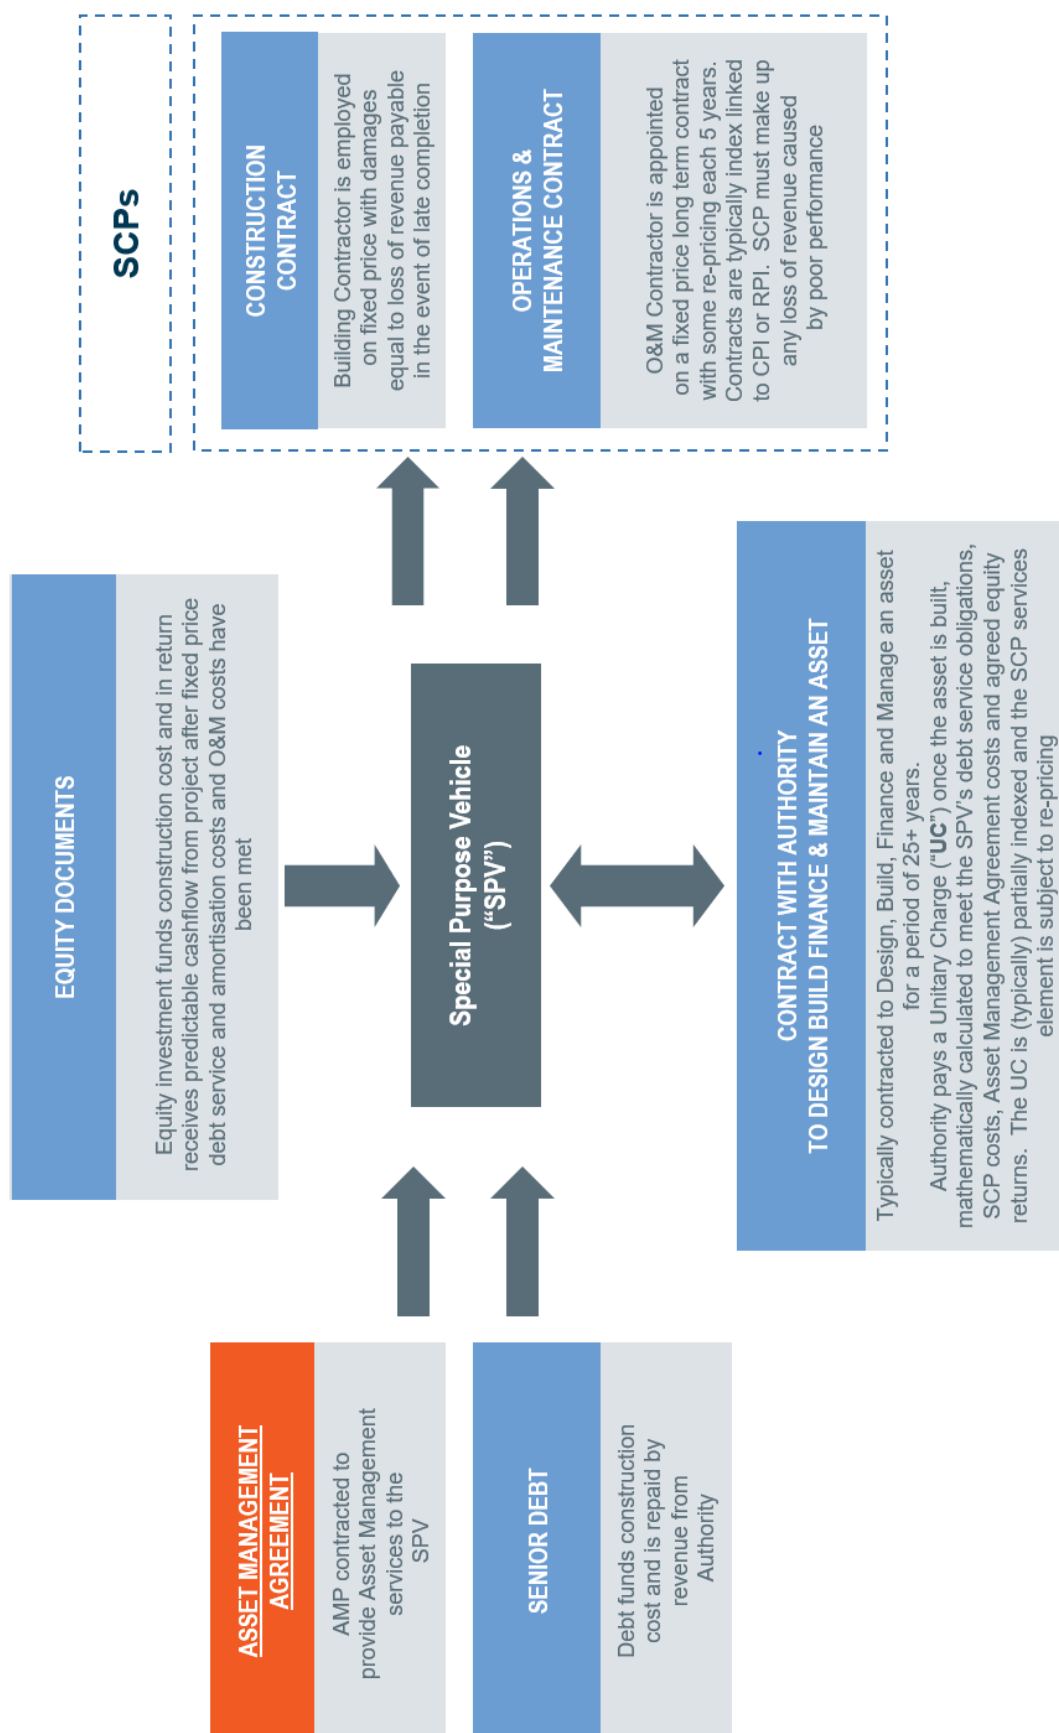 EQUITY DOCUMENTS
Equity investment funds construction cost and in return
receives predictable cashflow from project after fixed price
debt service and amortisation costs and O&M costs have
been met
SCPs
ASSET MANAGEMENT
AGREEMENT
AMP contracted to
provide Asset Management
services to the
SPV
SENIOR DEBT
Debt funds construction
cost and is repaid by
revenue from
Authority
Special Purpose Vehicle
(“‘SPV”)
CONSTRUCTION
CONTRACT
Building Contractor is employed
on fixed price with damages
equal to loss of revenue payable
in the event of late completion
OPERATIONS &
MAINTENANCE CONTRACT
O&M Contractor is appointed
on a fixed price long term contract
with some re-pricing each 5 years.
Contracts are typically index linked
to CPI or RPI. SCP must make up
any loss of revenue caused
by poor performance
CONTRACT WITH AUTHORITY
TO DESIGN BUILD FINANCE & MAINTAIN AN ASSET
Typically contracted to Design, Build, Finance and Manage an asset
for a period of 25+ years.
Authority pays a Unitary Charge (“UC”) once the asset is built,
mathematically calculated to meet the SPV’s debt service obligations,
SCP costs, Asset Management Agreement costs and agreed equity
returns. The UC is (typically) partially indexed and the SCP services
element is subject to re-pricing